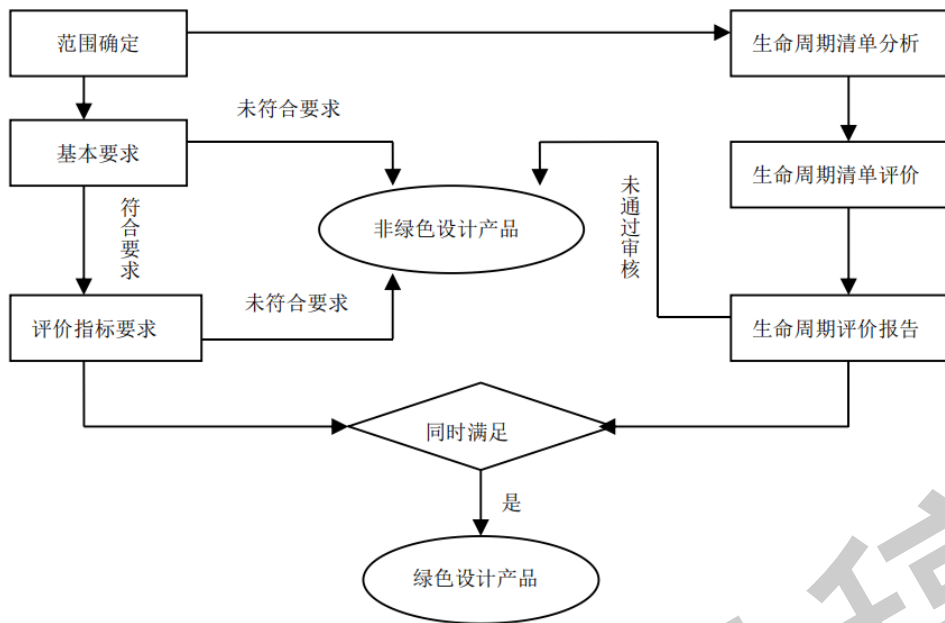 范围确定
生命周期清单分析
未符合要求
基本要求
生命周期清单评价
符合要求
未通过审核
非绿色设计产品
未符合要求
评价指标要求
生命周期评价报告
同时满足
是
绿色设计产品